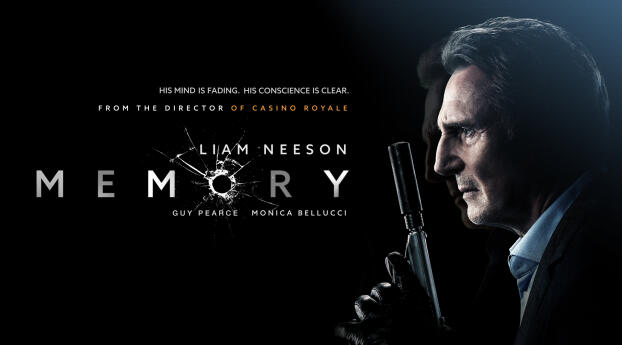 HIS MIND IS FADING. HIS CONSCIENCE IS CLEAR.
FROM THE DIRECTOR OF CASINO ROYALE
LIAM NEESON
MEMORY
GUY PEARCE MONICA BELLUCCI